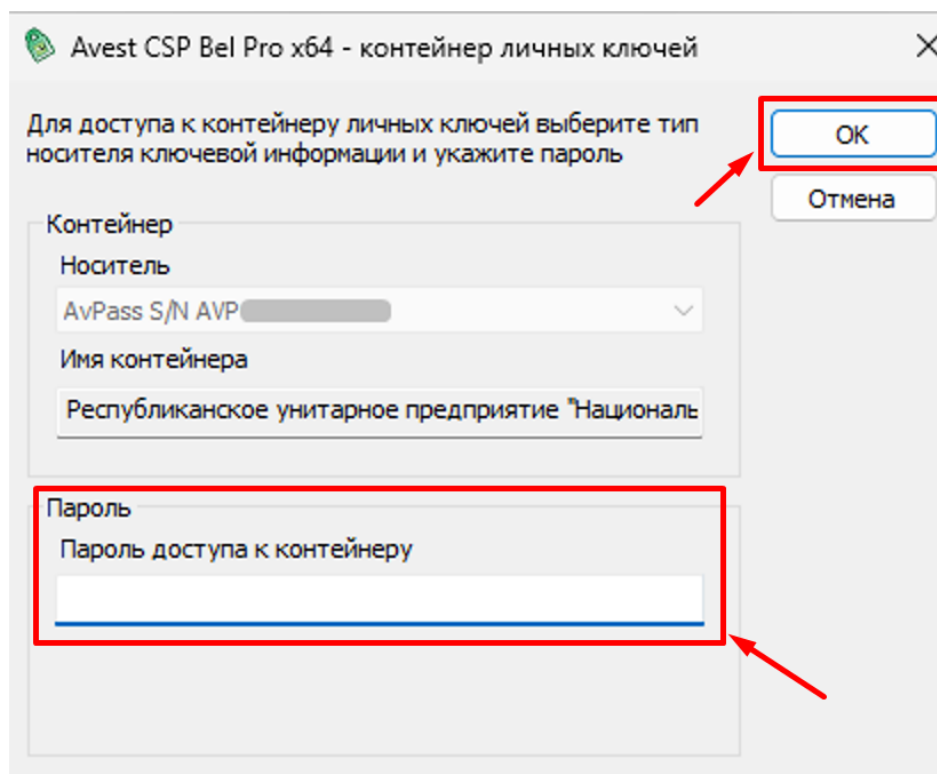 Avest CSP Bel Pro x64 - контейнер личных ключей
Для доступа к контейнеру личных ключей выберите тип
носителя ключевой информации и укажите пароль
OK
Отмена
Контейнер
Носитель
AvPass S/N AVP
Имя контейнера
Республиканское унитарное предприятие "Националь
Пароль
Пароль доступа к контейнеру